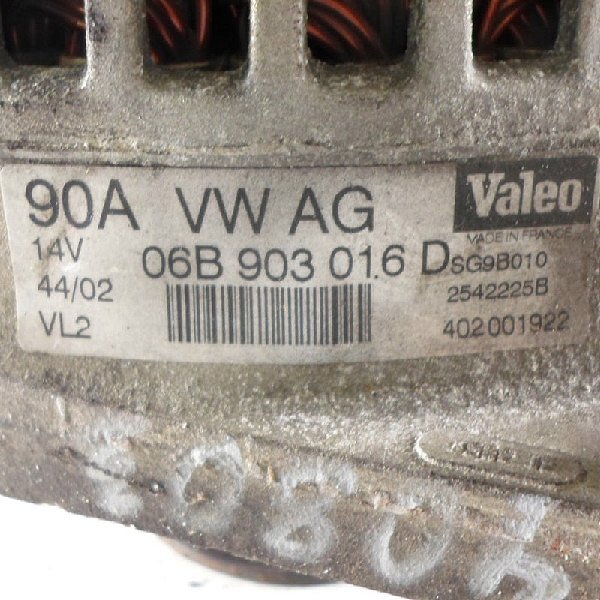 90A VW AG Valeo
MADE IN FRANCE
14V 06B 903 016 D SG9B010
44/02 2542225B
VL2 402001922